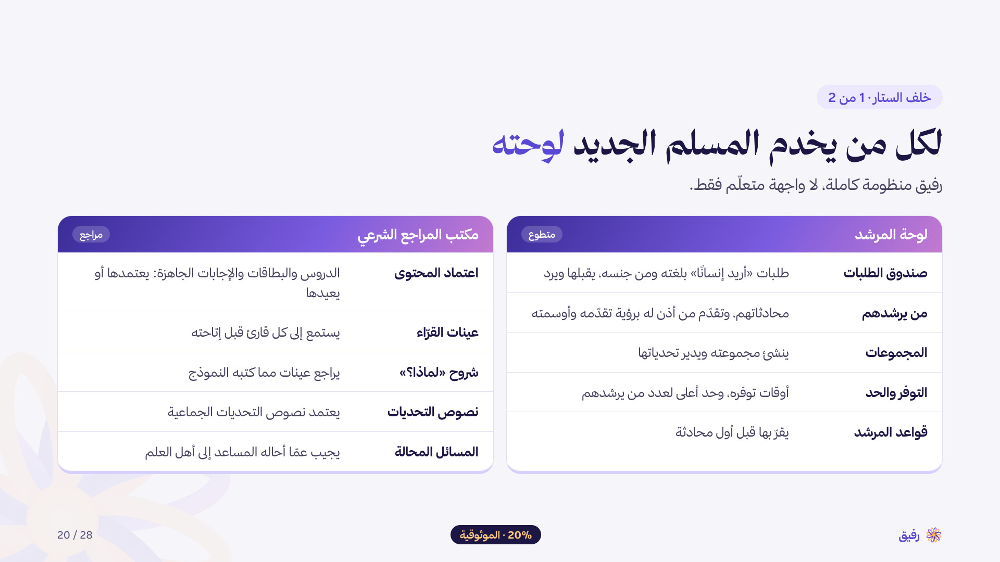 خلف الستار · 1 من 2
لكل من يخدم المسلم الجديد لوحته
رفيق منظومة كاملة، لا واجهة متعلّم فقط.
لوحة المرشد
متطوع
صندوق الطلبات
طلبات «أريد إنسانًا» بلغته ومن جنسه، يقبلها ويرد
من يرشدهم
محادثاتهم، وتقدّم من أذن له برؤية تقدّمه وأوسمته
المجموعات
ينشئ مجموعته ويدير تحدياتها
التوفر والحد
أوقات توفره، وحد أعلى لعدد من يرشدهم
قواعد المرشد
يقرّ بها قبل أول محادثة
مكتب المراجع الشرعي
مراجع
اعتماد المحتوى
الدروس والبطاقات والإجابات الجاهزة: يعتمدها أو
يعيدها
عينات القرّاء
يستمع إلى كل قارئ قبل إتاحته
شروح «لماذا؟»
يراجع عينات مما كتبه النموذج
نصوص التحديات
يعتمد نصوص التحديات الجماعية
المسائل المحالة
يجيب عمّا أحاله المساعد إلى أهل العلم
رفيق
20% · الموثوقية
20 / 28